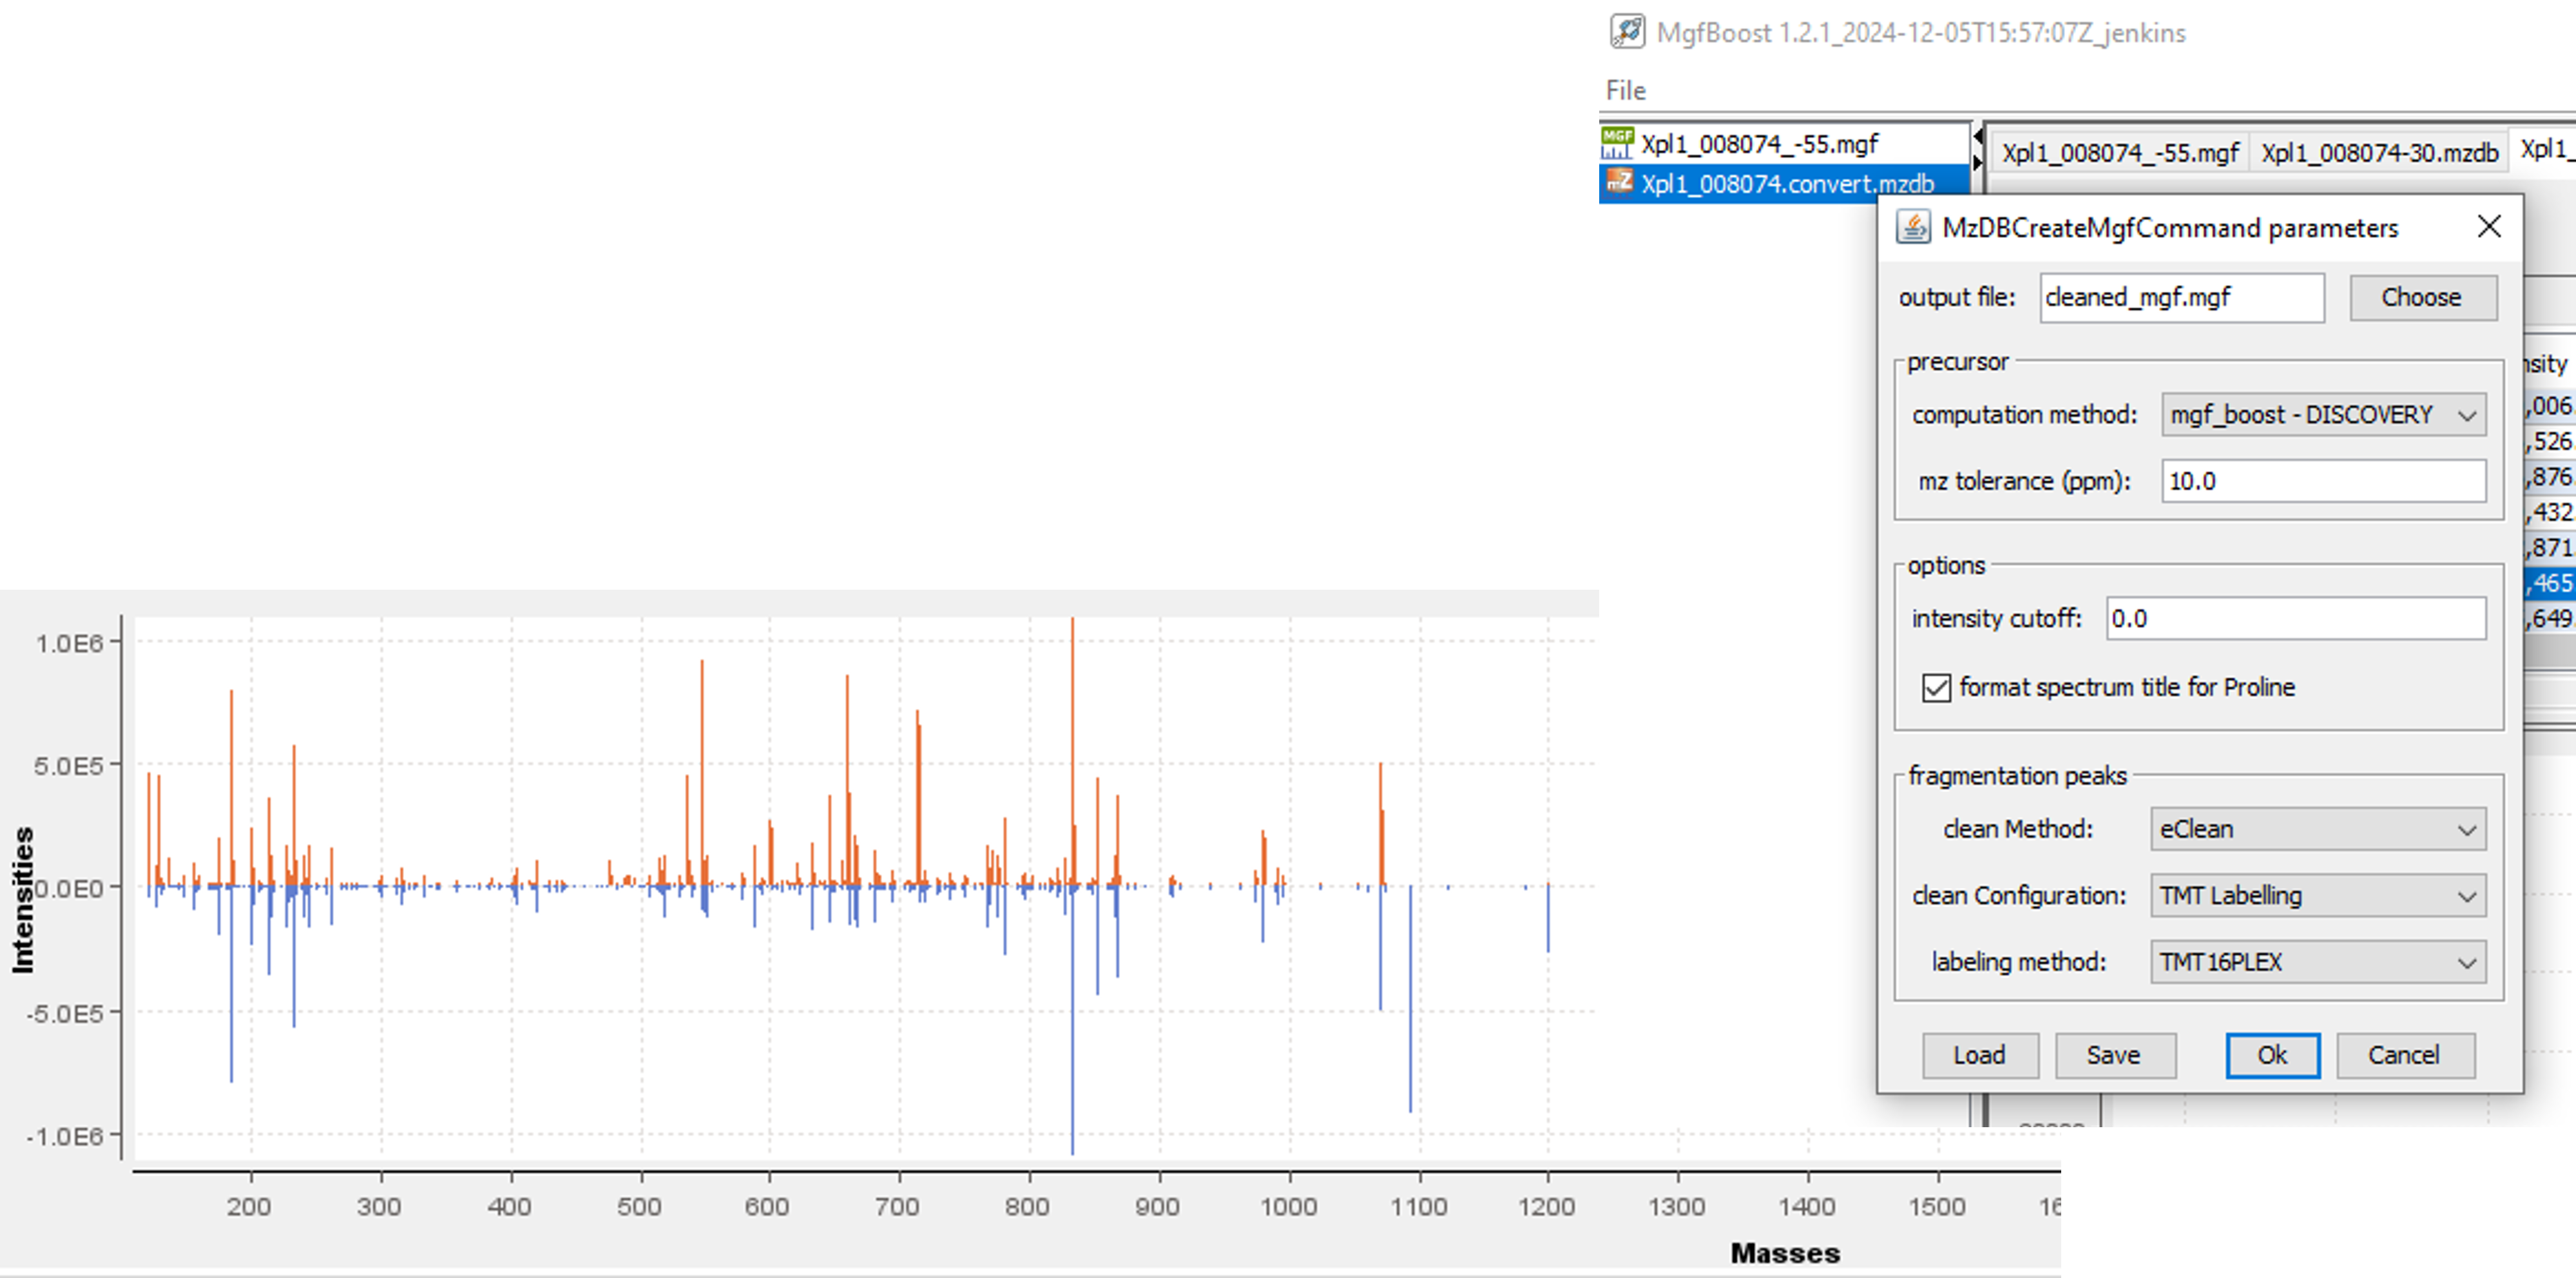 MgfBoost 1.2.1_2024-12-05T15:57:07Z_jenkins
File
MGF Xpl1_008074_-55.mgf
mZ Xpl1_008074.convert.mzdb
Xpl1_008074_-55.mgf Xpl1_008074-30.mzdb Xpl1_
MzDBCreateMgfCommand parameters
output file: cleaned_mgf.mgf Choose
precursor
computation method: mgf_boost - DISCOVERY
mz tolerance (ppm): 10.0
options
intensity cutoff: 0.0
format spectrum title for Proline
fragmentation peaks
clean Method: eClean
clean Configuration: TMT Labelling
labeling method: TMT16PLEX
Load Save Ok Cancel
nsity
,006
,526
,876
,432
,871
,465
,649
Intensities
1.0E6
5.0E5
0.0E0
-5.0E5
-1.0E6
200 300 400 500 600 700 800 900 1000 1100 1200 1300 1400 1500 16
Masses